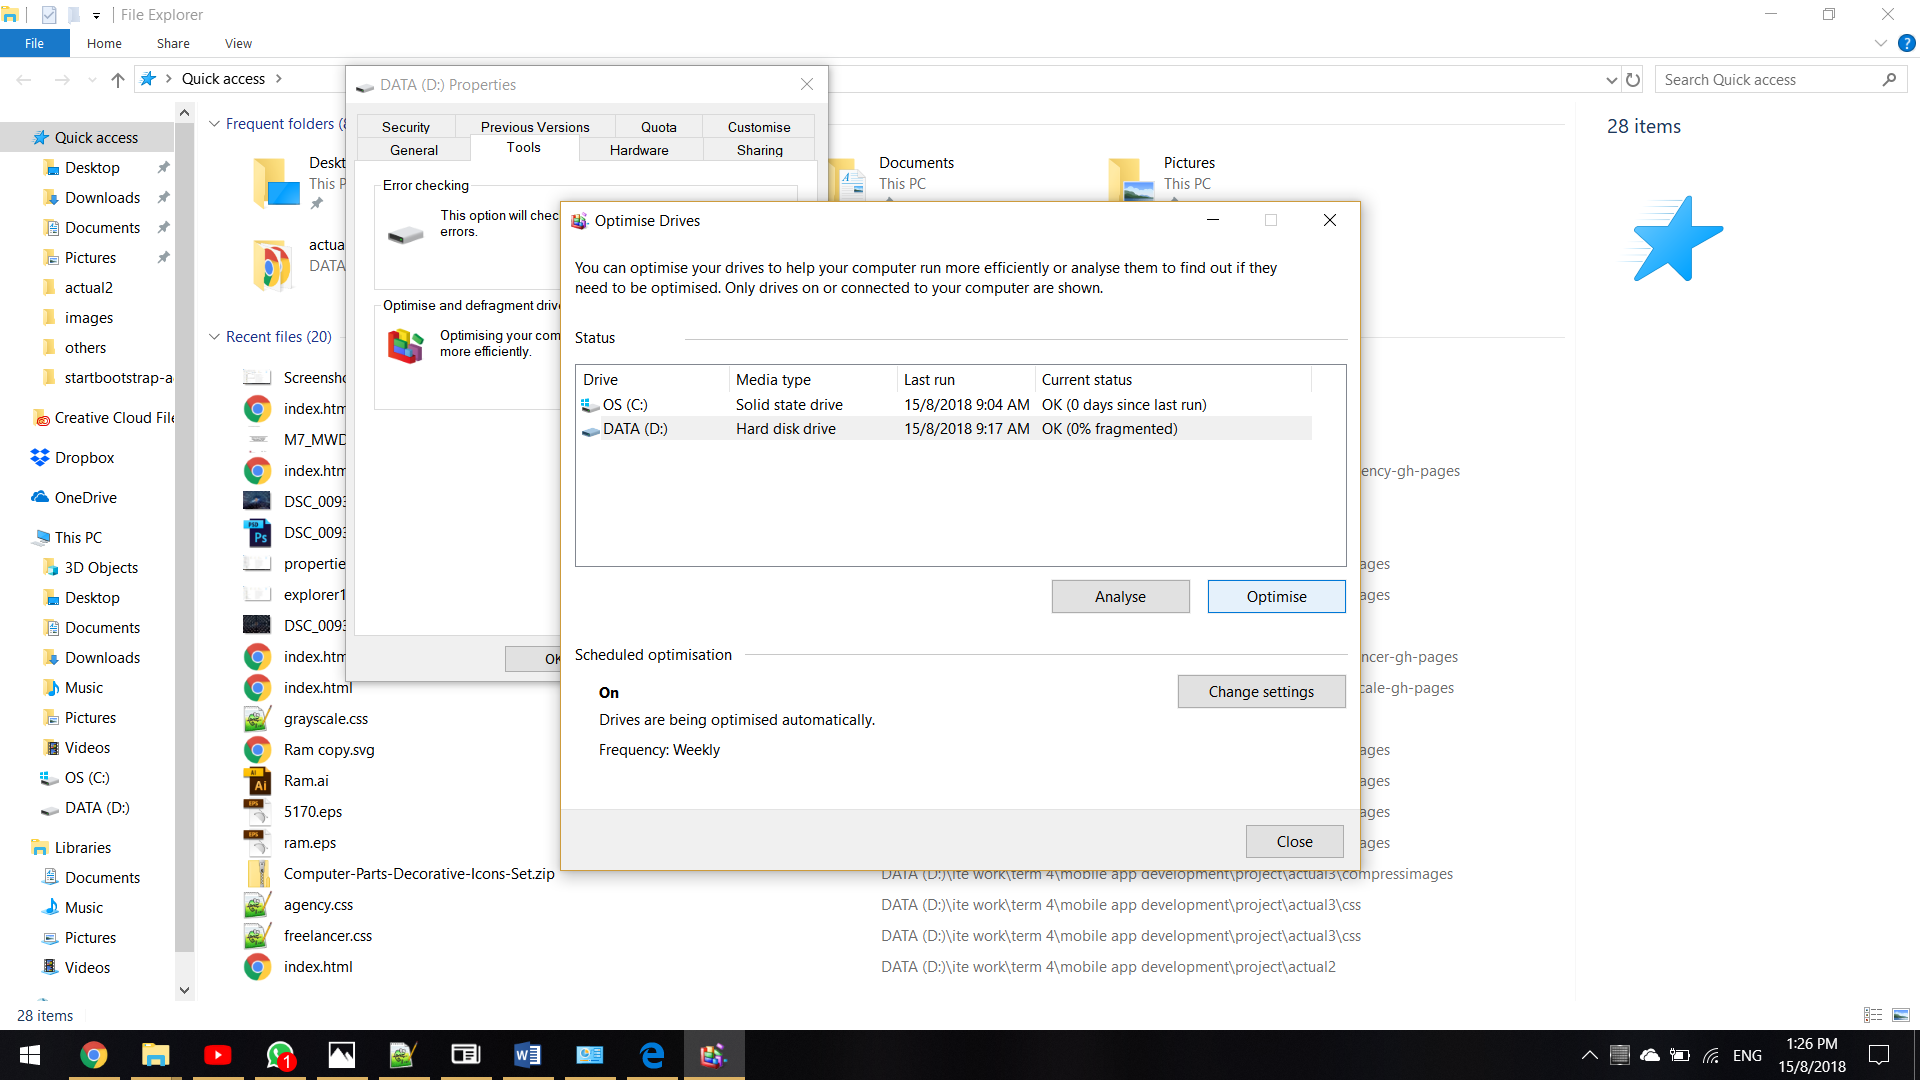 File Explorer
File Home Share View
Quick access
Search Quick access
Quick access
Desktop
Downloads
Documents
Pictures
actual2
images
others
startbootstrap-a
Creative Cloud File
Dropbox
OneDrive
This PC
3D Objects
Desktop
Documents
Downloads
Music
Pictures
Videos
OS (C:)
DATA (D:)
Libraries
Documents
Music
Pictures
Videos
28 items
Frequent folders (8
Deskt
This P
Documents
This PC
Pictures
This PC
actua
DATA
Recent files (20)
Screensho
index.htm
M7_MWD
index.htm
ency-gh-pages
DSC_0093
DSC_0093
propertie
ages
explorer1
ages
DSC_0093
index.htm
ncer-gh-pages
index.html
cale-gh-pages
grayscale.css
Ram copy.svg
ages
Ram.ai
ages
5170.eps
ages
ram.eps
ages
Computer-Parts-Decorative-Icons-Set.zip
DATA (D:)\ite work\term 4\mobile app development\project\actual3\compressimages
agency.css
DATA (D:)\ite work\term 4\mobile app development\project\actual3\css
freelancer.css
DATA (D:)\ite work\term 4\mobile app development\project\actual3\css
index.html
DATA (D:)\ite work\term 4\mobile app development\project\actual2
28 items
DATA (D:) Properties
Security Previous Versions Quota Customise
General Tools Hardware Sharing
Error checking
This option will chec
errors.
Optimise and defragment drive
Optimising your com
more efficiently.
OK
Optimise Drives
You can optimise your drives to help your computer run more efficiently or analyse them to find out if they
need to be optimised. Only drives on or connected to your computer are shown.
Status
Drive Media type Last run Current status
OS (C:) Solid state drive 15/8/2018 9:04 AM OK (0 days since last run)
DATA (D:) Hard disk drive 15/8/2018 9:17 AM OK (0% fragmented)
Analyse Optimise
Scheduled optimisation
On
Change settings
Drives are being optimised automatically.
Frequency: Weekly
Close
1
ENG
1:26 PM
15/8/2018